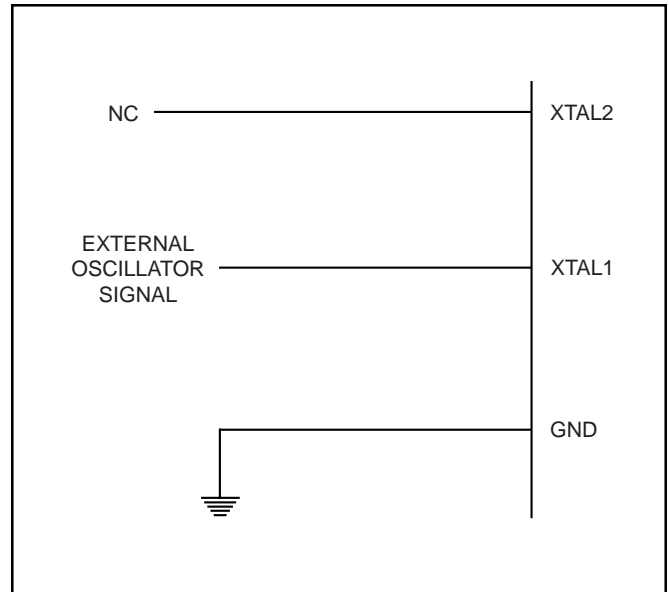 NC
XTAL2
EXTERNAL
OSCILLATOR
SIGNAL
XTAL1
GND